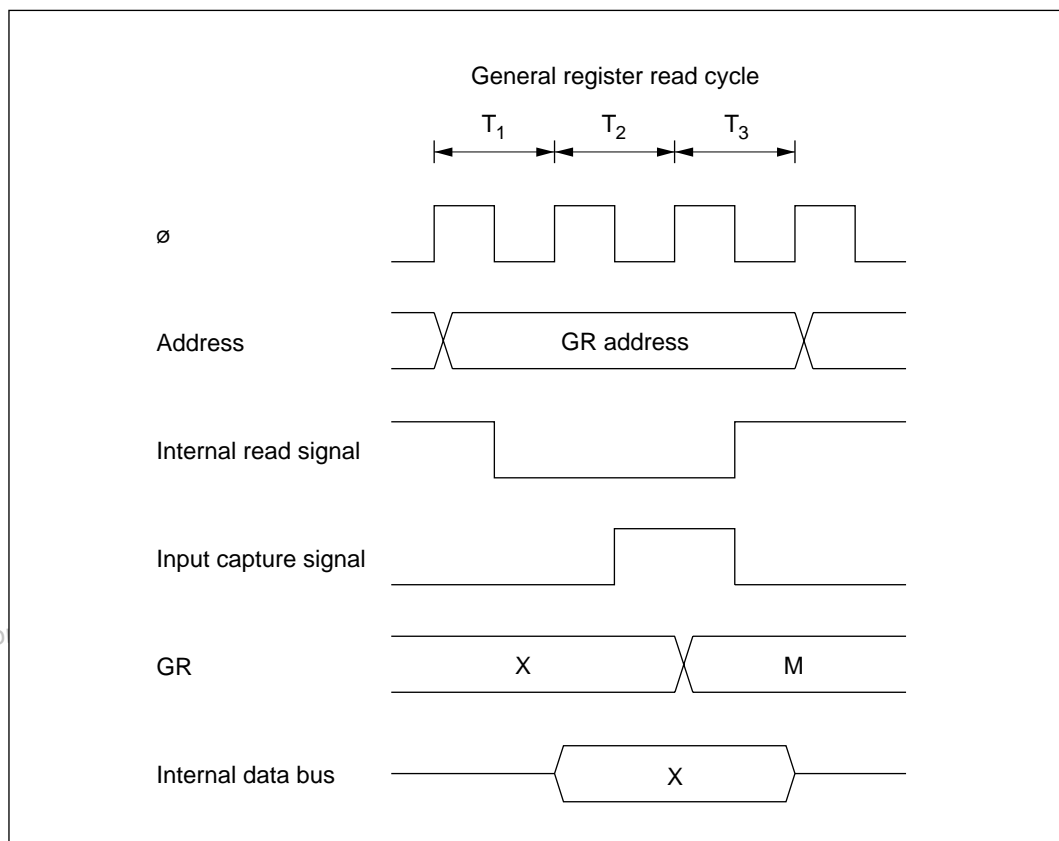 General register read cycle
T1 T2 T3
ø
Address GR address
Internal read signal
Input capture signal
GR X M
Internal data bus X